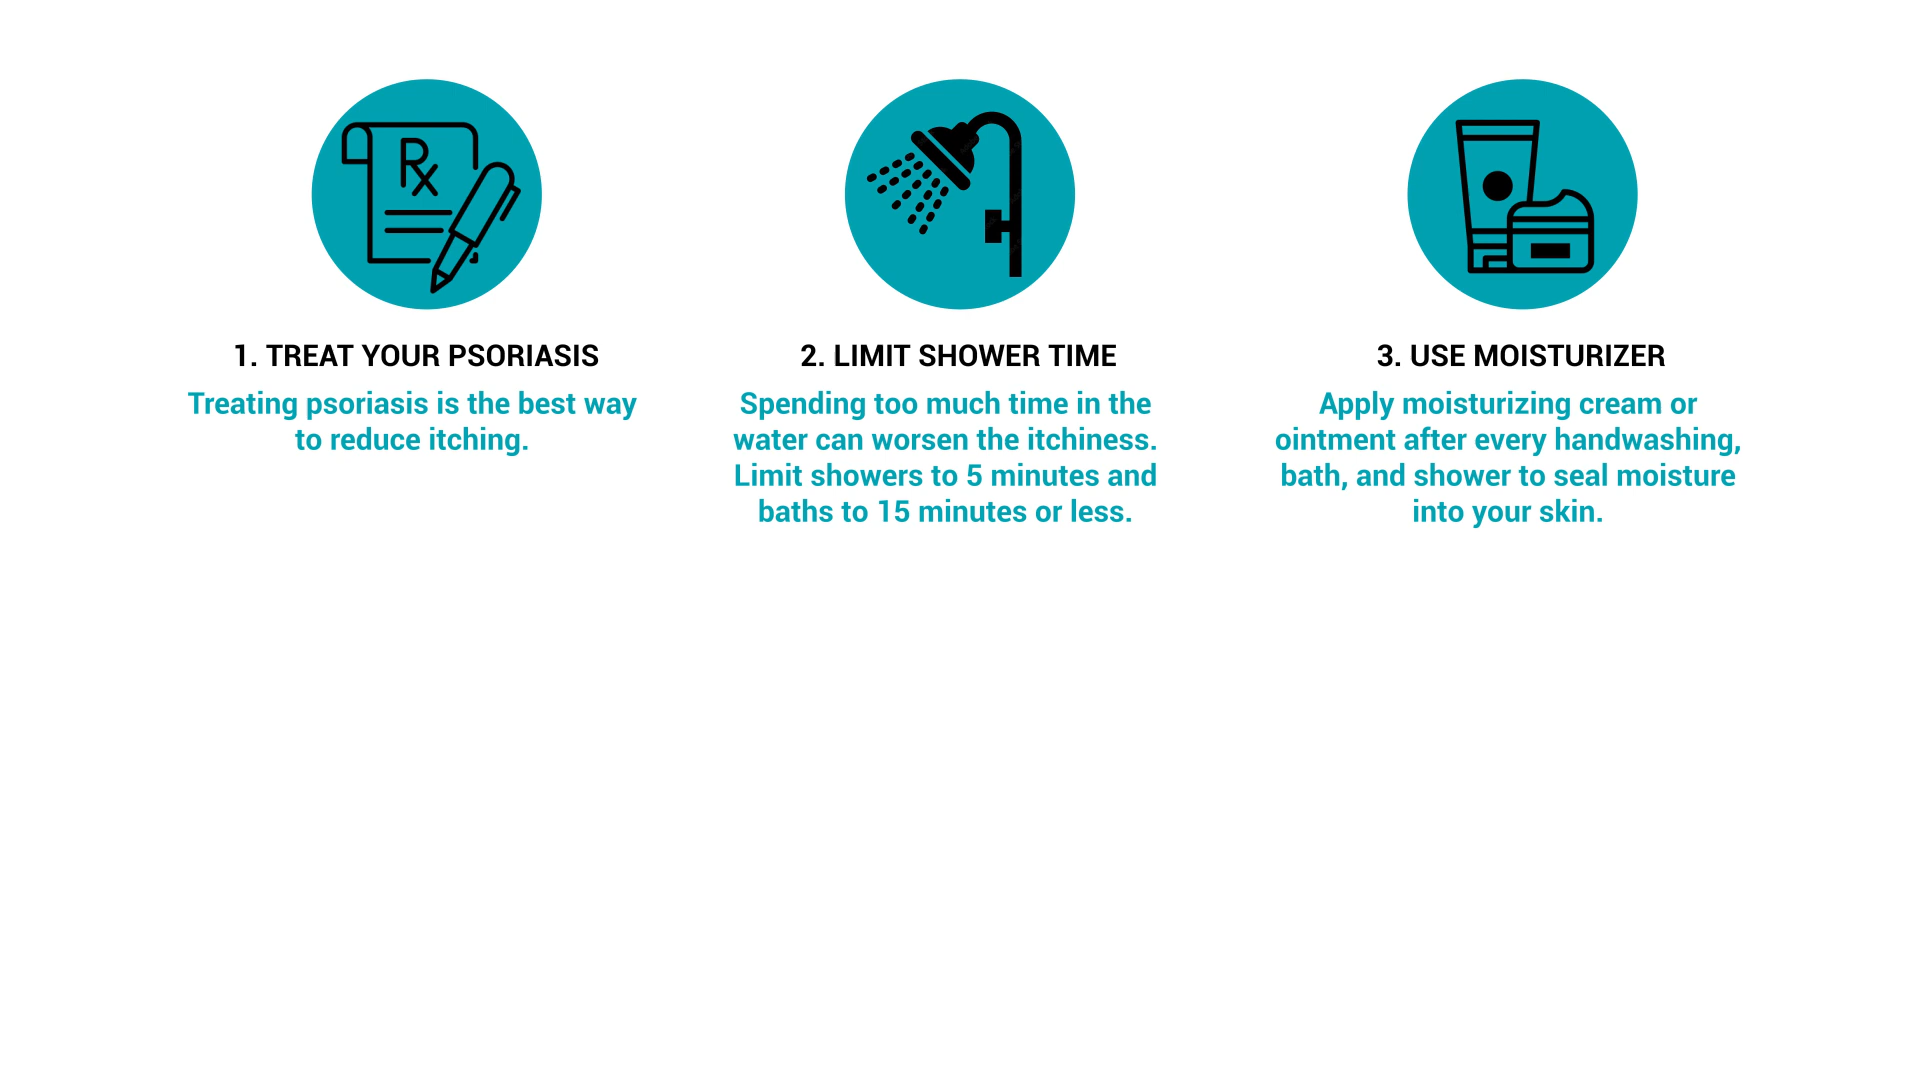 Rx
1. TREAT YOUR PSORIASIS
Treating psoriasis is the best way
to reduce itching.
2. LIMIT SHOWER TIME
Spending too much time in the
water can worsen the itchiness.
Limit showers to 5 minutes and
baths to 15 minutes or less.
3. USE MOISTURIZER
Apply moisturizing cream or
ointment after every handwashing,
bath, and shower to seal moisture
into your skin.